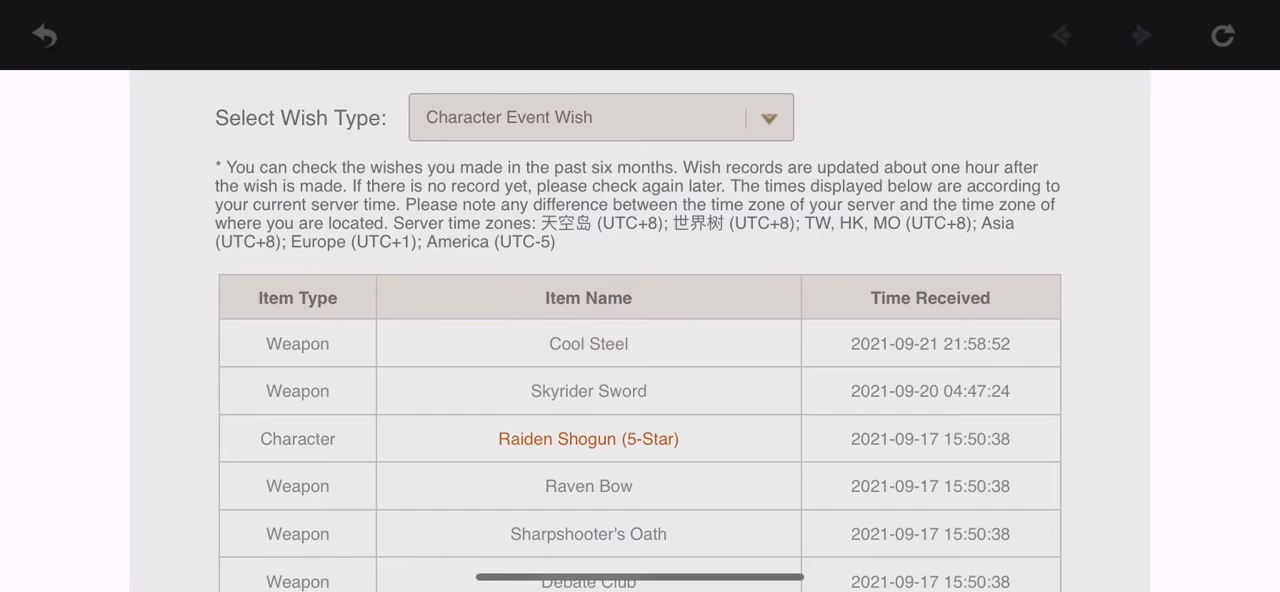 Select Wish Type: Character Event Wish
* You can check the wishes you made in the past six months. Wish records are updated about one hour after
the wish is made. If there is no record yet, please check again later. The times displayed below are according to
your current server time. Please note any difference between the time zone of your server and the time zone of
where you are located. Server time zones: 天空岛 (UTC+8); 世界树 (UTC+8); TW, HK, MO (UTC+8); Asia
(UTC+8); Europe (UTC+1); America (UTC-5)
Item Type Item Name Time Received
Weapon Cool Steel 2021-09-21 21:58:52
Weapon Skyrider Sword 2021-09-20 04:47:24
Character Raiden Shogun (5-Star) 2021-09-17 15:50:38
Weapon Raven Bow 2021-09-17 15:50:38
Weapon Sharpshooter's Oath 2021-09-17 15:50:38
Weapon Debate Club 2021-09-17 15:50:38